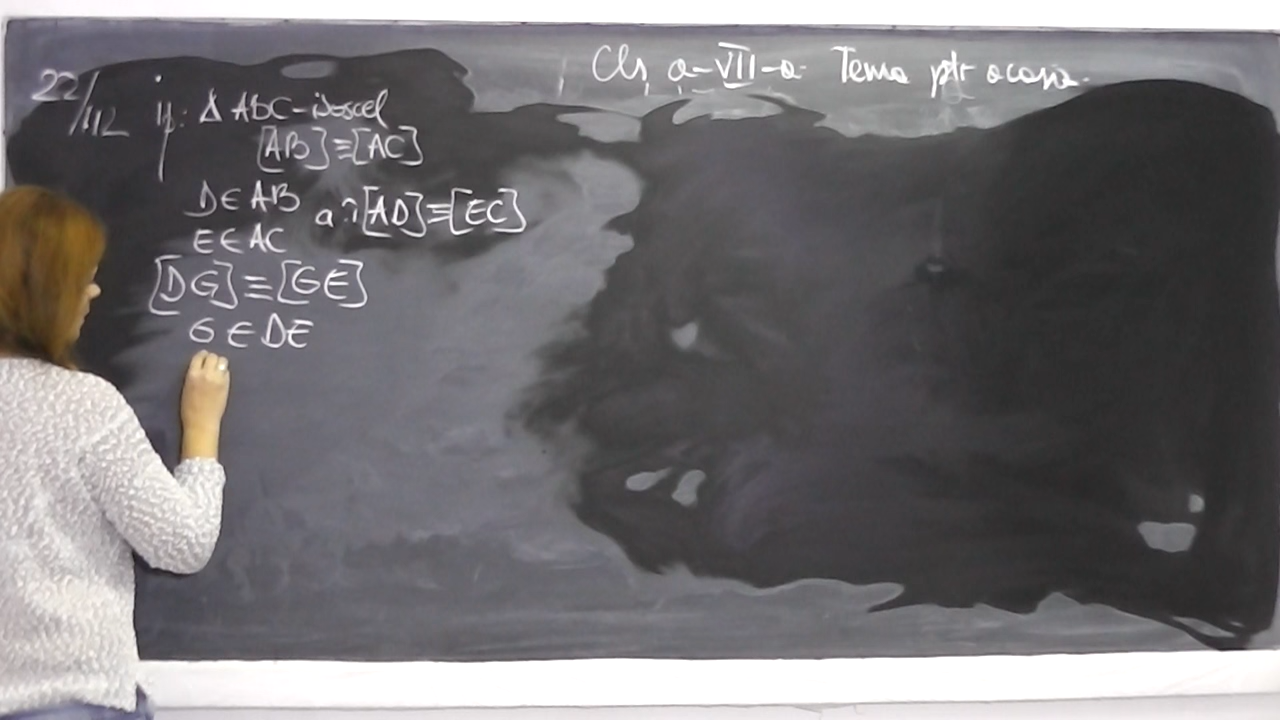 Cls a-VII-a Tema ptr acasa.
22/112 ip: Δ ABC-isoscel
[AB]≡[AC]
D∈AB a.î [AD]≡[EC]
E∈AC
[DG]≡[GE]
G∈DE